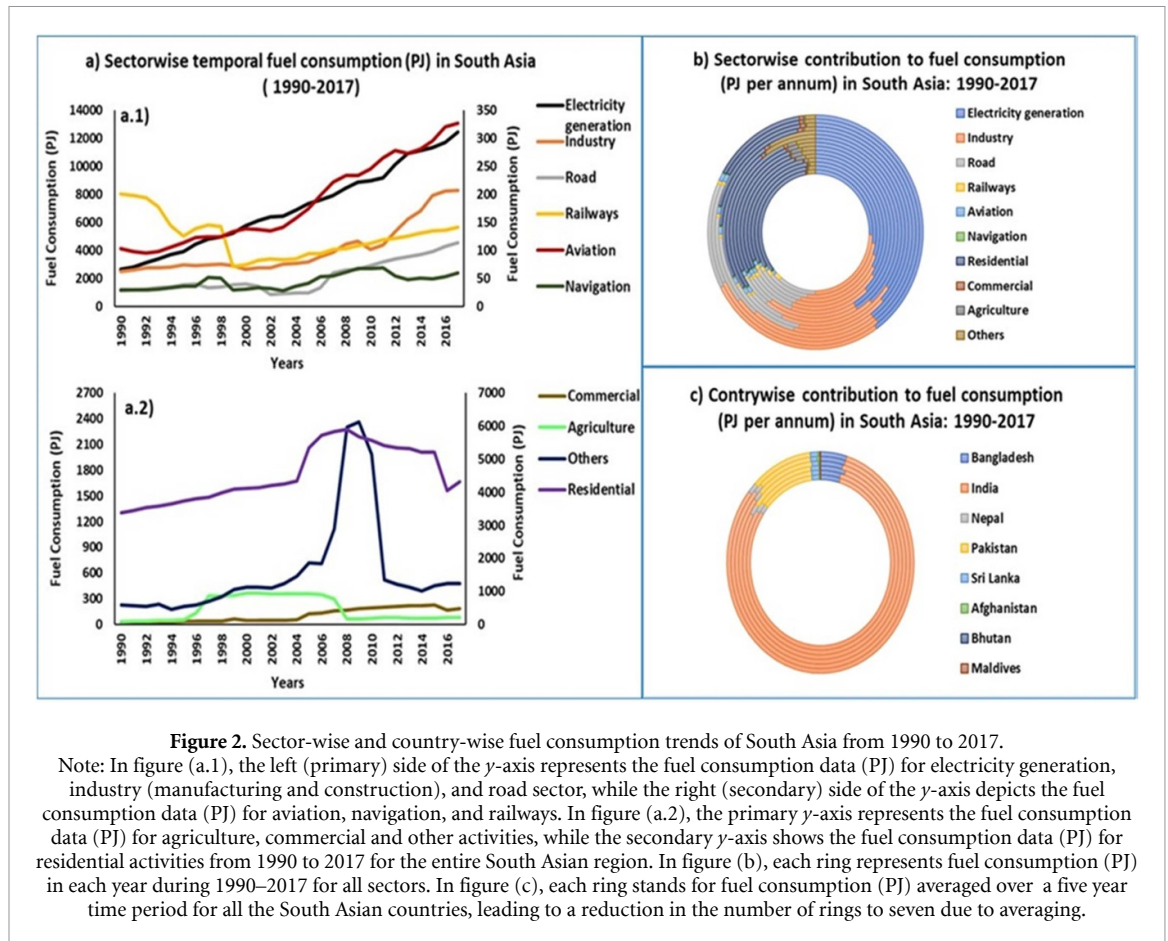 a) Sectorwise temporal fuel consumption (PJ) in South Asia
( 1990-2017)
a.1)
Fuel Consumption (PJ)
14000
12000
10000
8000
6000
4000
2000
0
350
300
250
200
150
100
50
0
Fuel Consumption (PJ)
1990
1992
1994
1996
1998
2000
2002
2004
2006
2008
2010
2012
2014
2016
Years
Electricity
generation
Industry
Road
Railways
Aviation
Navigation
a.2)
Fuel Consumption (PJ)
2700
2400
2100
1800
1500
1200
900
600
300
0
7000
6000
5000
4000
3000
2000
1000
0
Fuel Consumption (PJ)
1990
1992
1994
1996
1998
2000
2002
2004
2006
2008
2010
2012
2014
2016
Years
Commercial
Agriculture
Others
Residential
b) Sectorwise contribution to fuel consumption
(PJ per annum) in South Asia: 1990-2017
Electricity generation
Industry
Road
Railways
Aviation
Navigation
Residential
Commercial
Agriculture
Others
c) Contrywise contribution to fuel consumption
(PJ per annum) in South Asia: 1990-2017
Bangladesh
India
Nepal
Pakistan
Sri Lanka
Afghanistan
Bhutan
Maldives
Figure 2. Sector-wise and country-wise fuel consumption trends of South Asia from 1990 to 2017.
Note: In figure (a.1), the left (primary) side of the y-axis represents the fuel consumption data (PJ) for electricity generation,
industry (manufacturing and construction), and road sector, while the right (secondary) side of the y-axis depicts the fuel
consumption data (PJ) for aviation, navigation, and railways. In figure (a.2), the primary y-axis represents the fuel consumption
data (PJ) for agriculture, commercial and other activities, while the secondary y-axis shows the fuel consumption data (PJ) for
residential activities from 1990 to 2017 for the entire South Asian region. In figure (b), each ring represents fuel consumption (PJ)
in each year during 1990–2017 for all sectors. In figure (c), each ring stands for fuel consumption (PJ) averaged over a five year
time period for all the South Asian countries, leading to a reduction in the number of rings to seven due to averaging.